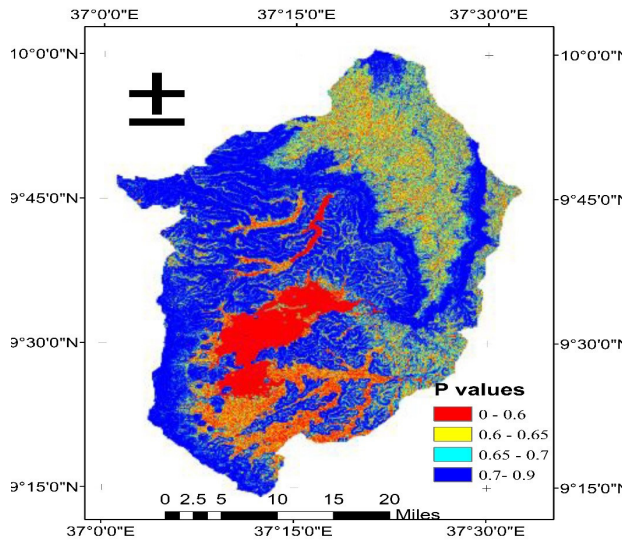 37°0'0"E 37°15'0"E 37°30'0"E
10°0'0"N 10°0'0"N
9°45'0"N 9°45'0"N
9°30'0"N 9°30'0"N
P values
0 - 0.6
0.6 - 0.65
0.65 - 0.7
0.7- 0.9
9°15'0"N 9°15'0"N
0 2.5 5 10 15 20
Miles
37°0'0"E 37°15'0"E 37°30'0"E